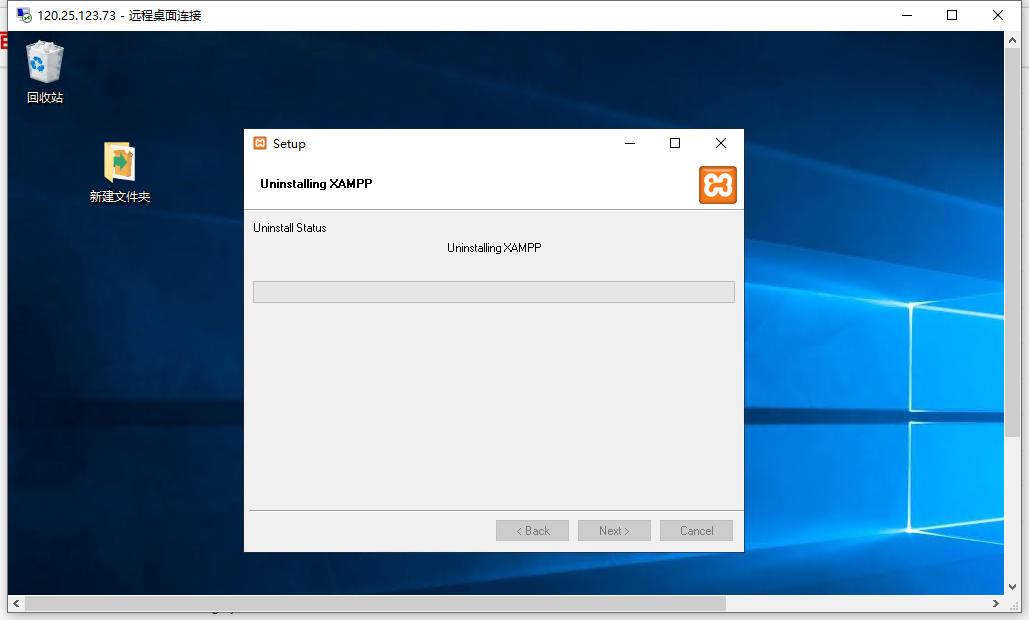 120.25.123.73 - 远程桌面连接
回收站
新建文件夹
Setup
Uninstalling XAMPP
Uninstall Status
Uninstalling XAMPP
< Back
Next >
Cancel